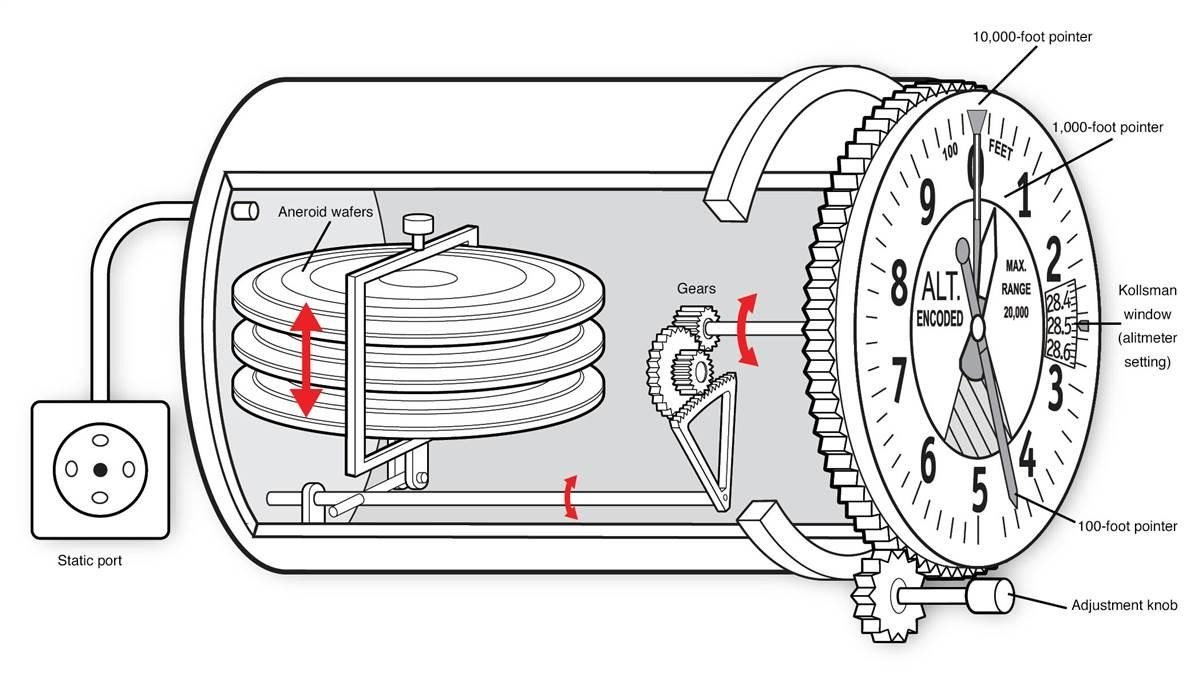 10,000-foot pointer
1,000-foot pointer
100
FEET
0
1
2
3
4
5
6
7
8
9
ALT.
ENCODED
MAX.
RANGE
20,000
28.4
28.5
28.6
Kollsman
window
(alitmeter
setting)
Aneroid wafers
Gears
100-foot pointer
Static port
Adjustment knob